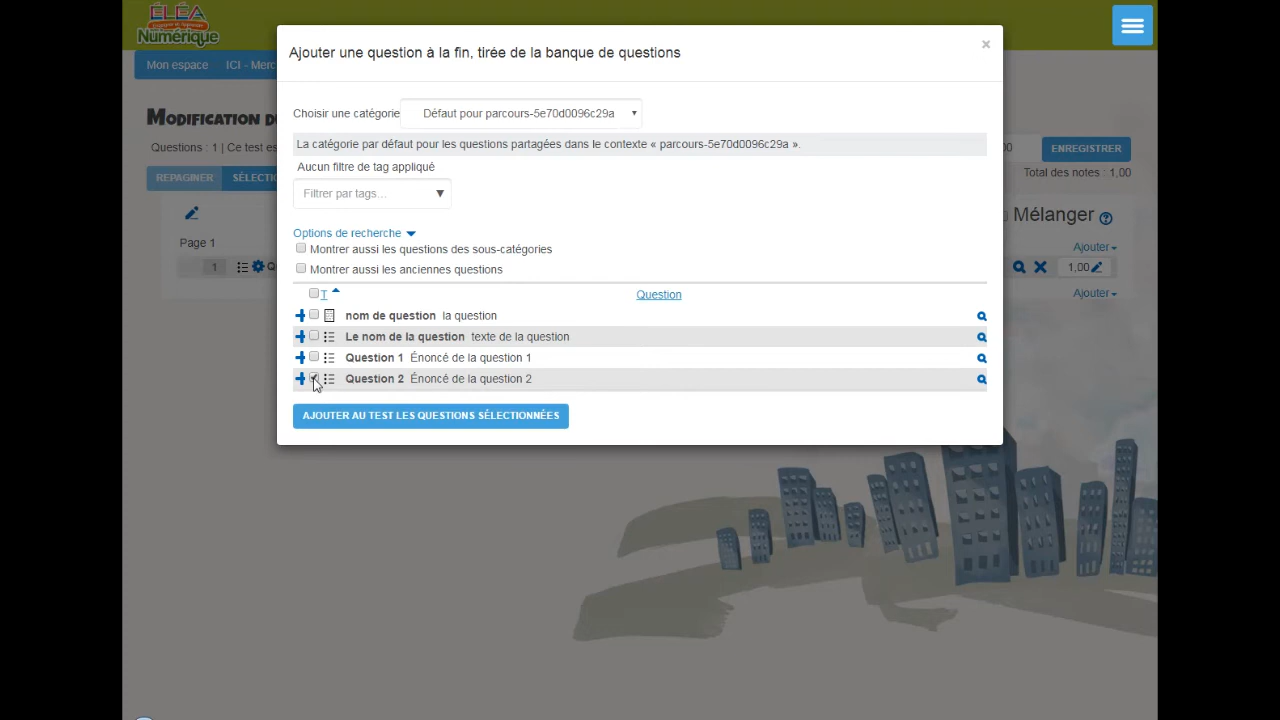 ÉLÉA
Numérique
Mon espace ICI - Merc
MODIFICATION D
Questions : 1 | Ce test es
REPAGINER SÉLECTIO
Page 1
1
Ajouter une question à la fin, tirée de la banque de questions
×
Choisir une catégorie Défaut pour parcours-5e70d0096c29a
La catégorie par défaut pour les questions partagées dans le contexte « parcours-5e70d0096c29a ».
Aucun filtre de tag appliqué
Filtrer par tags...
Options de recherche
Montrer aussi les questions des sous-catégories
Montrer aussi les anciennes questions
T Question
nom de question la question
Le nom de la question texte de la question
Question 1 Énoncé de la question 1
Question 2 Énoncé de la question 2
AJOUTER AU TEST LES QUESTIONS SÉLECTIONNÉES
00 ENREGISTRER
Total des notes : 1,00
Mélanger
Ajouter
1,00
Ajouter